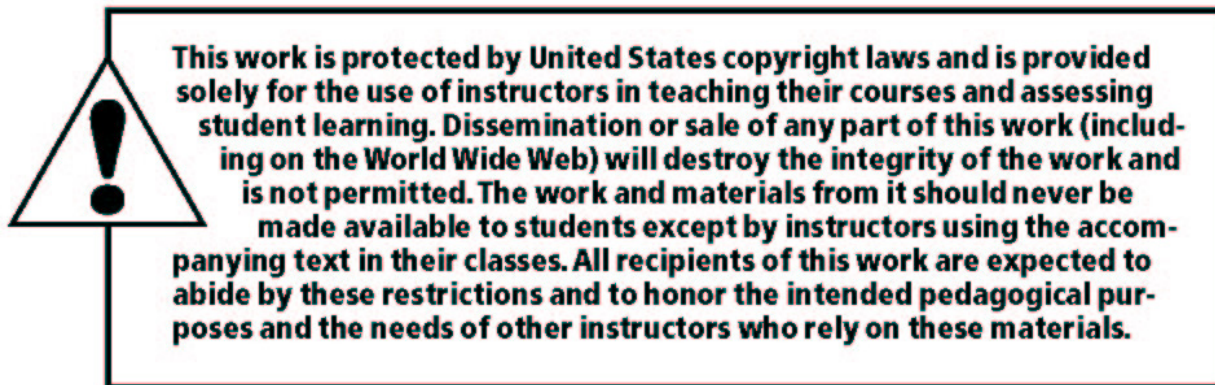 This work is protected by United States copyright laws and is provided
solely for the use of instructors in teaching their courses and assessing
student learning. Dissemination or sale of any part of this work (includ-
ing on the World Wide Web) will destroy the integrity of the work and
is not permitted. The work and materials from it should never be
made available to students except by instructors using the accom-
panying text in their classes. All recipients of this work are expected to
abide by these restrictions and to honor the intended pedagogical pur-
poses and the needs of other instructors who rely on these materials.